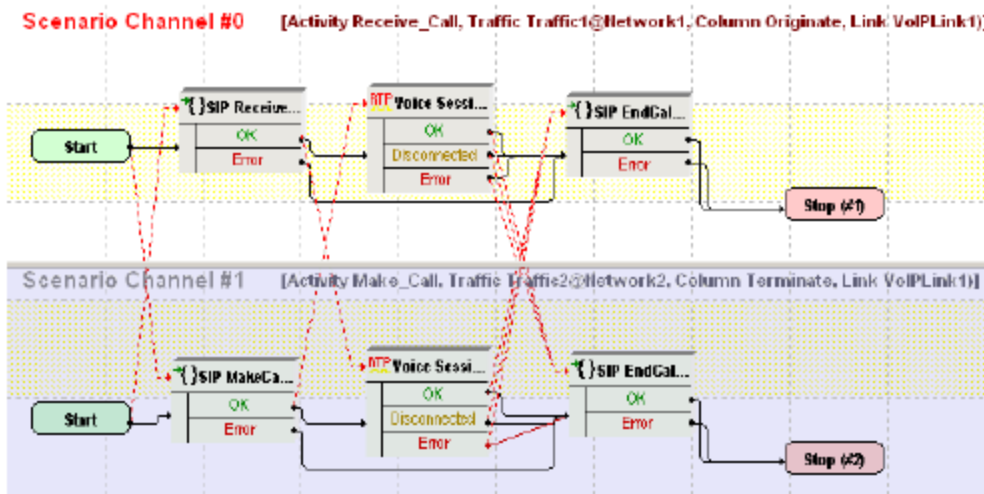 Scenario Channel #0 [Activity Receive_Call, Traffic Traffic1@Network1, Column Originate, Link VoIPLink1)]
{}SIP Receive...
OK
Error
RTP Voice Sessi...
OK
Disconnected
Error
{}SIP EndCal...
OK
Error
Start
Stop (#1)
Scenario Channel #1 [Activity Make_Call, Traffic Traffic2@Network2, Column Terminate, Link VoIPLink1)]
{}SIP MakeCa...
OK
Error
RTP Voice Sessi...
OK
Disconnected
Error
{}SIP EndCal...
OK
Error
Start
Stop (#2)